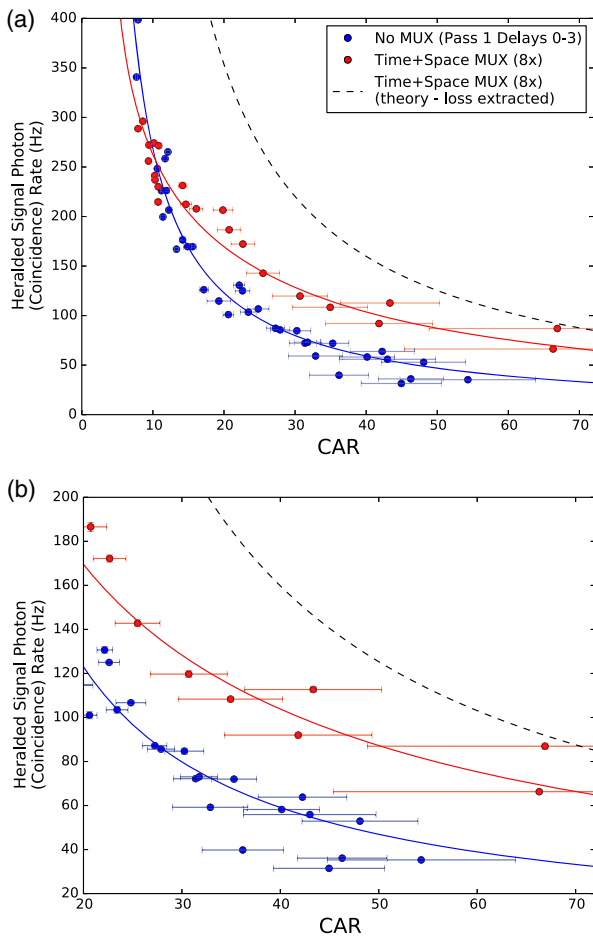 (a)
400
350
300
250
200
150
100
50
0
Heralded Signal Photon
(Coincidence) Rate (Hz)
No MUX (Pass 1 Delays 0-3)
Time+Space MUX (8x)
Time+Space MUX (8x)
(theory - loss extracted)
0 10 20 30 40 50 60 70
CAR
(b)
200
180
160
140
120
100
80
60
40
20
Heralded Signal Photon
(Coincidence) Rate (Hz)
20 30 40 50 60 70
CAR